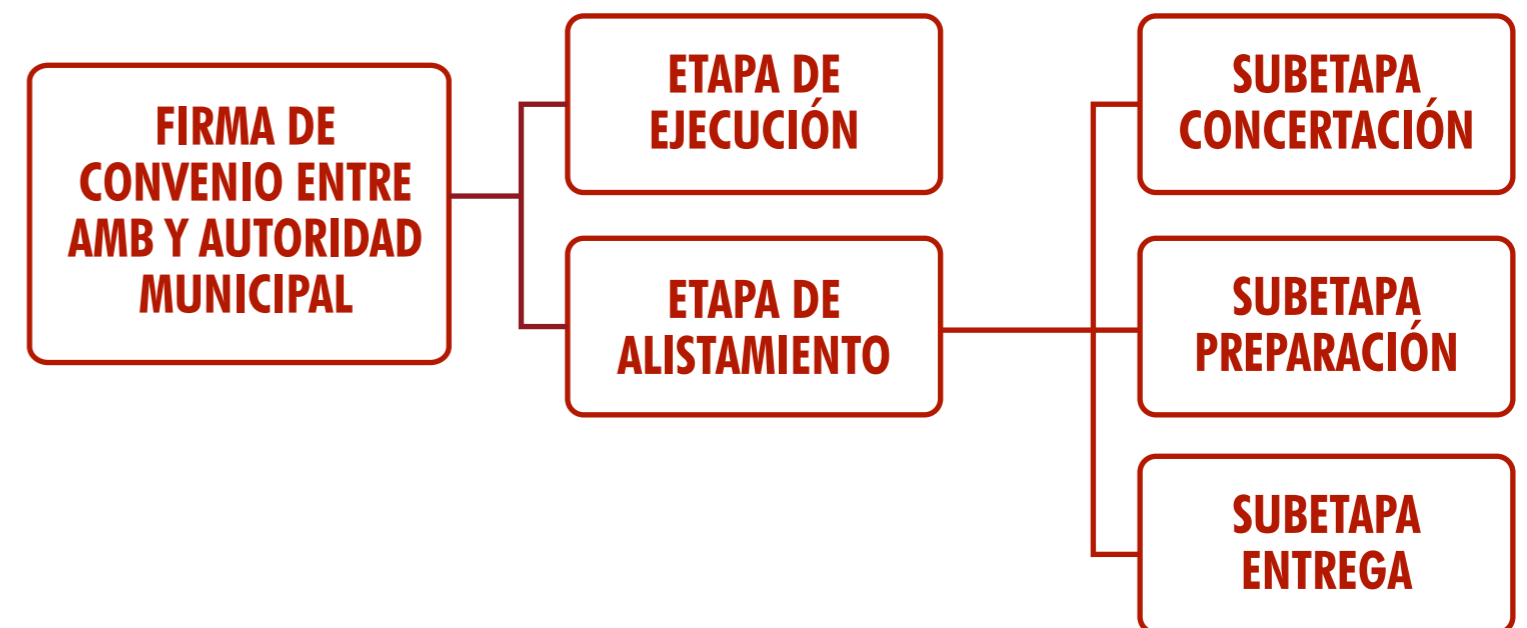 FIRMA DE
CONVENIO ENTRE
AMB Y AUTORIDAD
MUNICIPAL
ETAPA DE
EJECUCIÓN
ETAPA DE
ALISTAMIENTO
SUBETAPA
CONCERTACIÓN
SUBETAPA
PREPARACIÓN
SUBETAPA
ENTREGA